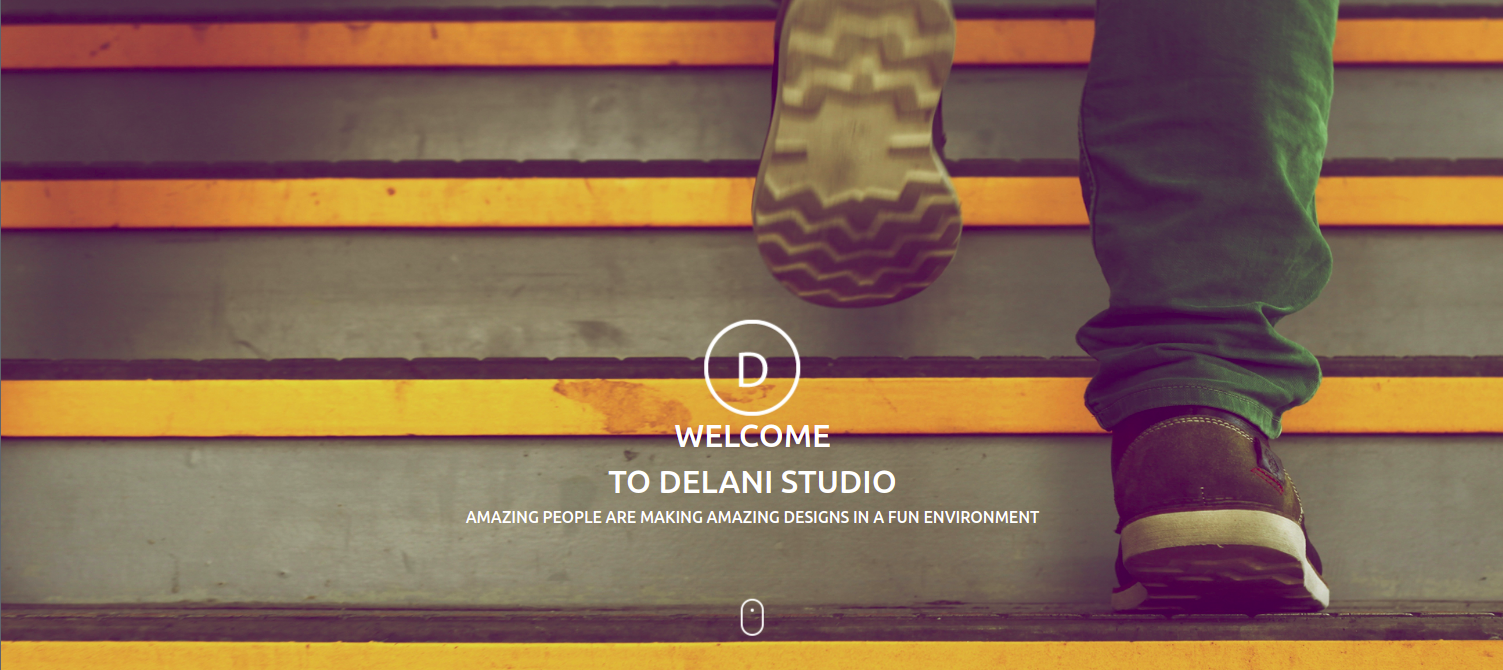 D
WELCOME
TO DELANI STUDIO
AMAZING PEOPLE ARE MAKING AMAZING DESIGNS IN A FUN ENVIRONMENT